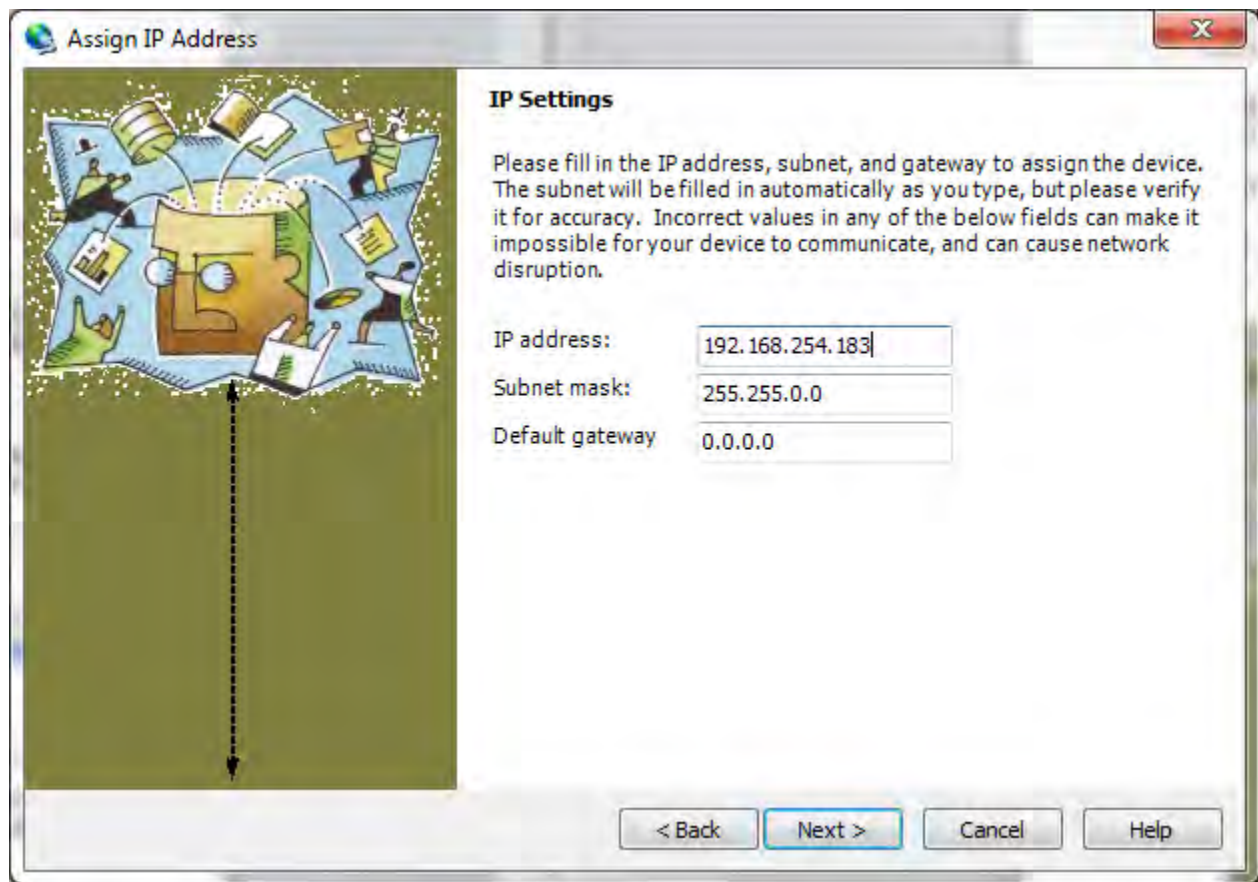 Assign IP Address
IP Settings
Please fill in the IP address, subnet, and gateway to assign the device.
The subnet will be filled in automatically as you type, but please verify
it for accuracy.  Incorrect values in any of the below fields can make it
impossible for your device to communicate, and can cause network
disruption.
IP address: 192.168.254.183
Subnet mask: 255.255.0.0
Default gateway 0.0.0.0
< Back Next > Cancel Help